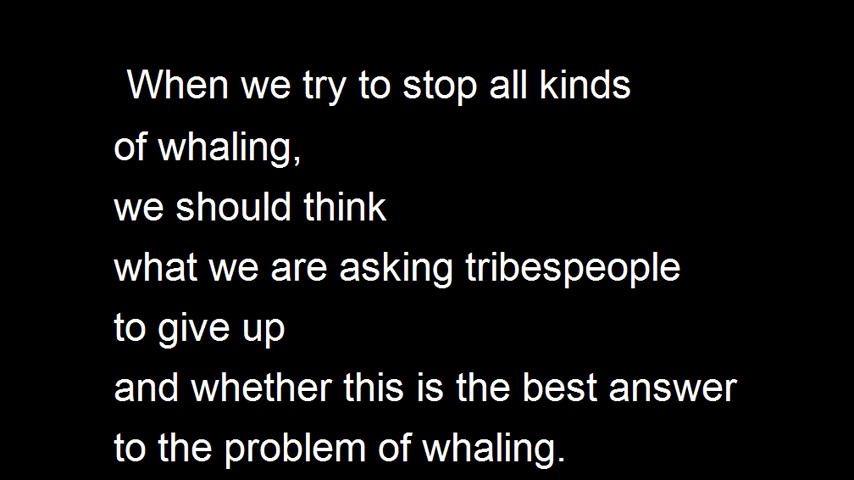 When we try to stop all kinds
of whaling,
we should think
what we are asking tribespeople
to give up
and whether this is the best answer
to the problem of whaling.